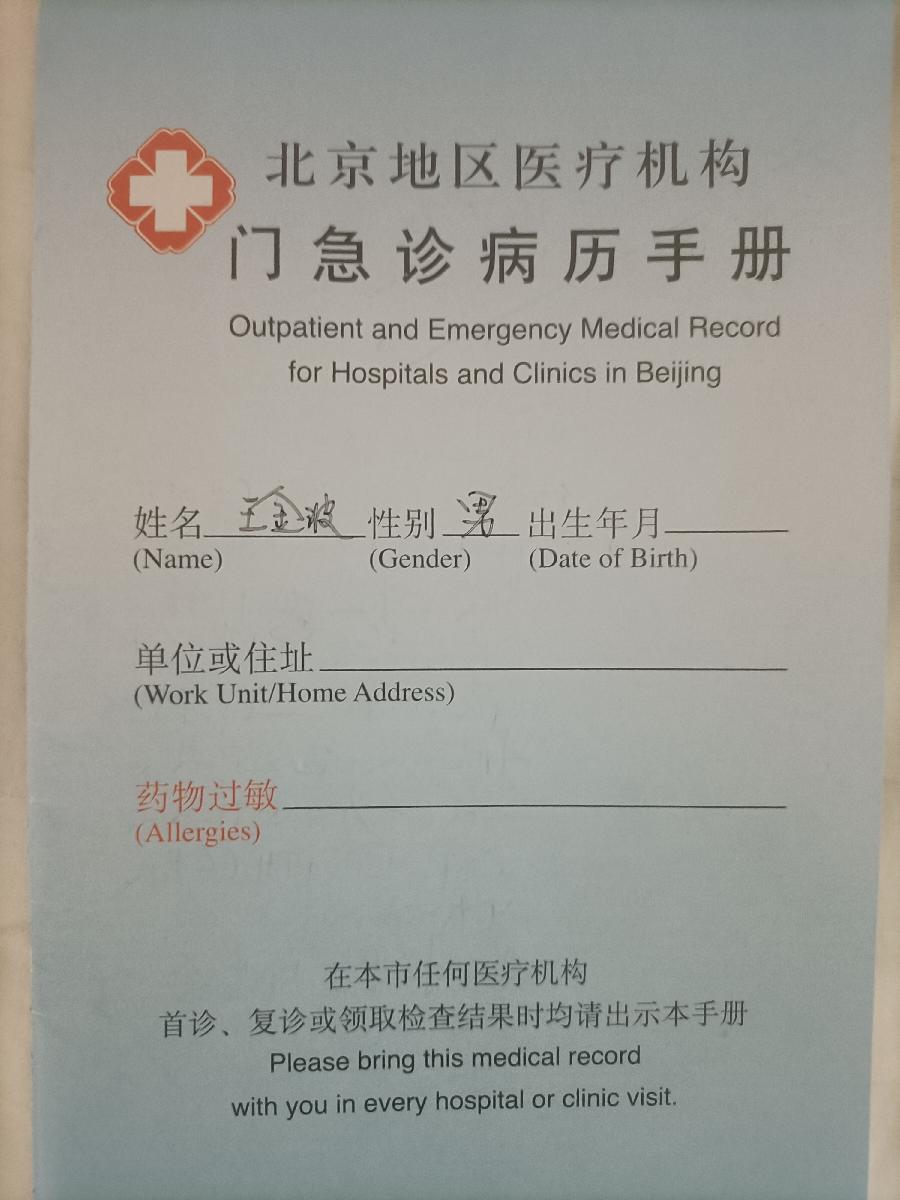 北京地区医疗机构
门急诊病历手册
Outpatient and Emergency Medical Record
for Hospitals and Clinics in Beijing
姓名 王金波 性别 男 出生年月
(Name) (Gender) (Date of Birth)
单位或住址
(Work Unit/Home Address)
药物过敏
(Allergies)
在本市任何医疗机构
首诊、复诊或领取检查结果时均请出示本手册
Please bring this medical record
with you in every hospital or clinic visit.